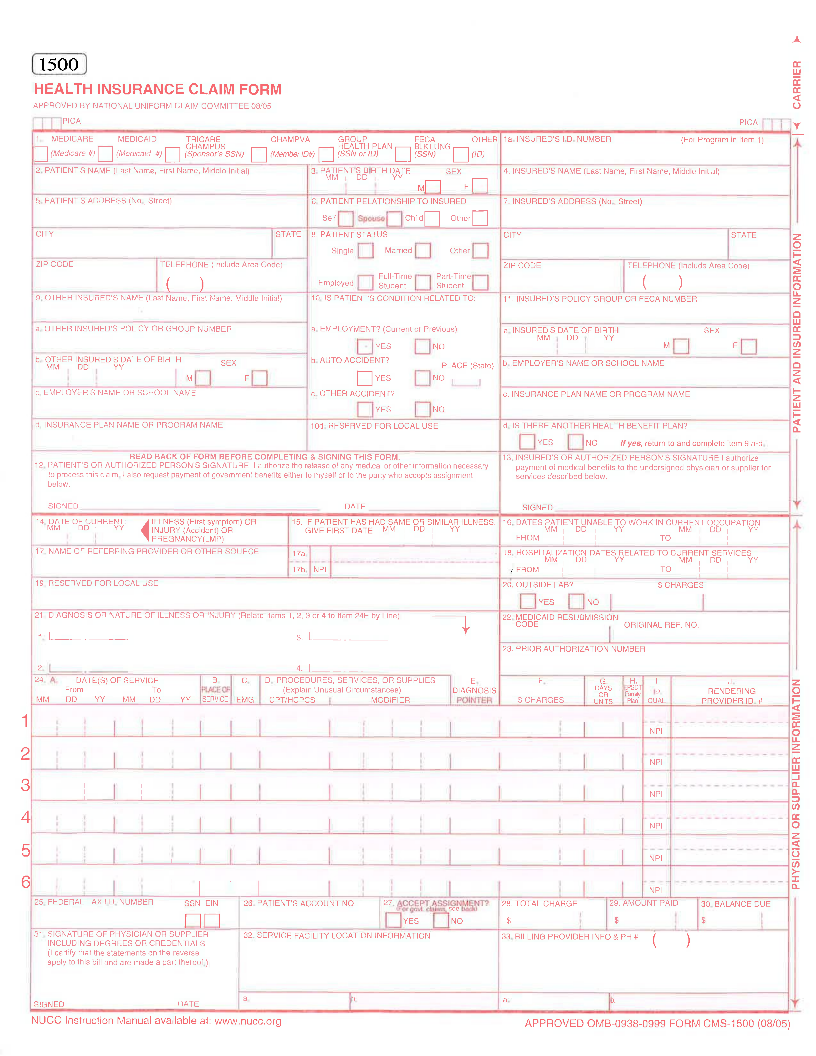 1500
HEALTH INSURANCE CLAIM FORM
APPROVED BY NATIONAL UNIFORM CLAIM COMMITTEE 08/05
PICA
PICA
CARRIER
1. MEDICARE MEDICAID TRICARE CHAMPUS CHAMPVA GROUP HEALTH PLAN FECA BLK LUNG OTHER
(Medicare #) (Medicaid #) (Sponsor's SSN) (Member ID#) (SSN or ID) (SSN) (ID)
1a. INSURED'S I.D. NUMBER (For Program in Item 1)
2. PATIENT'S NAME (Last Name, First Name, Middle Initial)
3. PATIENT'S BIRTH DATE SEX
MM DD YY M F
4. INSURED'S NAME (Last Name, First Name, Middle Initial)
5. PATIENT'S ADDRESS (No., Street)
6. PATIENT RELATIONSHIP TO INSURED
Self Spouse Child Other
7. INSURED'S ADDRESS (No., Street)
CITY STATE
8. PATIENT STATUS
Single Married Other
CITY STATE
ZIP CODE TELEPHONE (Include Area Code)
( )
Employed Full-Time Student Part-Time Student
ZIP CODE TELEPHONE (Include Area Code)
( )
9. OTHER INSURED'S NAME (Last Name, First Name, Middle Initial)
10. IS PATIENT'S CONDITION RELATED TO:
11. INSURED'S POLICY GROUP OR FECA NUMBER
a. OTHER INSURED'S POLICY OR GROUP NUMBER
a. EMPLOYMENT? (Current or Previous)
YES NO
a. INSURED'S DATE OF BIRTH SEX
MM DD YY M F
b. OTHER INSURED'S DATE OF BIRTH SEX
MM DD YY M F
b. AUTO ACCIDENT? PLACE (State)
YES NO
b. EMPLOYER'S NAME OR SCHOOL NAME
c. EMPLOYER'S NAME OR SCHOOL NAME
c. OTHER ACCIDENT?
YES NO
c. INSURANCE PLAN NAME OR PROGRAM NAME
d. INSURANCE PLAN NAME OR PROGRAM NAME
10d. RESERVED FOR LOCAL USE
d. IS THERE ANOTHER HEALTH BENEFIT PLAN?
YES NO If yes, return to and complete item 9 a-d.
READ BACK OF FORM BEFORE COMPLETING & SIGNING THIS FORM.
12. PATIENT'S OR AUTHORIZED PERSON'S SIGNATURE I authorize the release of any medical or other information necessary
to process this claim. I also request payment of government benefits either to myself or to the party who accepts assignment
below.
SIGNED DATE
13. INSURED'S OR AUTHORIZED PERSON'S SIGNATURE I authorize
payment of medical benefits to the undersigned physician or supplier for
services described below.
SIGNED
PATIENT AND INSURED INFORMATION
14. DATE OF CURRENT:
MM DD YY
ILLNESS (First symptom) OR
INJURY (Accident) OR
PREGNANCY (LMP)
15. IF PATIENT HAS HAD SAME OR SIMILAR ILLNESS.
GIVE FIRST DATE MM DD YY
16. DATES PATIENT UNABLE TO WORK IN CURRENT OCCUPATION
MM DD YY MM DD YY
FROM TO
17. NAME OF REFERRING PROVIDER OR OTHER SOURCE
17a.
17b. NPI
18. HOSPITALIZATION DATES RELATED TO CURRENT SERVICES
MM DD YY MM DD YY
FROM TO
19. RESERVED FOR LOCAL USE
20. OUTSIDE LAB? $ CHARGES
YES NO
21. DIAGNOSIS OR NATURE OF ILLNESS OR INJURY (Relate Items 1, 2, 3 or 4 to Item 24E by Line)
1. 3.
2. 4.
22. MEDICAID RESUBMISSION
CODE ORIGINAL REF. NO.
23. PRIOR AUTHORIZATION NUMBER
24. A. DATE(S) OF SERVICE B. C. D. PROCEDURES, SERVICES, OR SUPPLIES E. F. G. H. I. J.
From To PLACE OF (Explain Unusual Circumstances) DIAGNOSIS DAYS OR UNITS EPSDT Family Plan ID. RENDERING
MM DD YY MM DD YY SERVICE EMG CPT/HCPCS MODIFIER POINTER $ CHARGES QUAL. PROVIDER ID. #
1 NPI
2 NPI
3 NPI
4 NPI
5 NPI
6 NPI
25. FEDERAL TAX I.D. NUMBER SSN EIN
26. PATIENT'S ACCOUNT NO.
27. ACCEPT ASSIGNMENT?
(For govt. claims, see back)
YES NO
28. TOTAL CHARGE
$
29. AMOUNT PAID
$
30. BALANCE DUE
$
31. SIGNATURE OF PHYSICIAN OR SUPPLIER
INCLUDING DEGREES OR CREDENTIALS
(I certify that the statements on the reverse
apply to this bill and are made a part thereof.)
SIGNED DATE
32. SERVICE FACILITY LOCATION INFORMATION
a. b.
33. BILLING PROVIDER INFO & PH # ( )
a. b.
PHYSICIAN OR SUPPLIER INFORMATION
NUCC Instruction Manual available at: www.nucc.org
APPROVED OMB-0938-0999 FORM CMS-1500 (08/05)